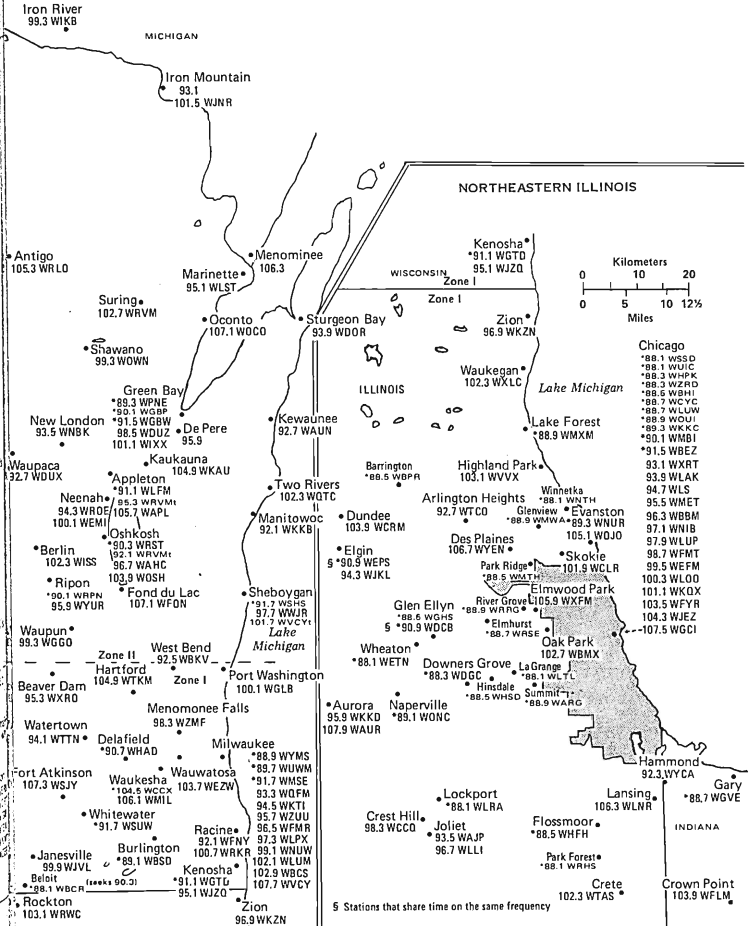 Iron River
99.3 WIKB
MICHIGAN
Iron Mountain
93.1
101.5 WJNR
Antigo
105.3 WRLO
Menominee
106.3
Marinette
95.1 WLST
Suring
102.7 WRVM
Oconto
107.1 WOCO
Sturgeon Bay
93.9 WDOR
Shawano
99.3 WOWN
Green Bay
*89.3 WPNE
*90.1 WGBP
*91.5 WGBW
98.5 WDUZ
101.1 WIXX
New London
93.5 WNBK
De Pere
95.9
Kewaunee
92.7 WAUN
Waupaca
92.7 WDUX
Kaukauna
104.9 WKAU
Appleton
*91.1 WLFM
95.3 WRVMt
105.7 WAPL
Neenah
94.3 WROE
100.1 WEMI
Two Rivers
102.3 WQTC
Manitowoc
92.1 WKKB
Oshkosh
*90.3 WRST
92.1 WRVMt
96.7 WAHC
103.9 WOSH
Berlin
102.3 WISS
Ripon
*90.1 WRPN
95.9 WYUR
Fond du Lac
107.1 WFON
Sheboygan
*91.7 WSHS
97.7 WWJR
101.7 WVCYt
Lake
Michigan
Waupun
99.3 WGGO
Zone II
Zone I
West Bend
92.5 WBKV
Hartford
104.9 WTKM
Port Washington
100.1 WGLB
Beaver Dam
95.3 WXRO
Menomonee Falls
98.3 WZMF
Watertown
94.1 WTTN
Delafield
*90.7 WHAD
Milwaukee
*88.9 WYMS
*89.7 WUWM
*91.7 WMSE
93.3 WQFM
94.5 WKTI
95.7 WZUU
96.5 WFMR
97.3 WLPX
99.1 WNUW
102.1 WLUM
102.9 WBCS
107.7 WVCY
Fort Atkinson
107.3 WSJY
Waukesha
*104.5 WCCX
106.1 WMIL
Wauwatosa
103.7 WEZW
Whitewater
*91.7 WSUW
Racine
92.1 WFNY
100.7 WRKR
Burlington
*89.1 WBSD
Janesville
99.9 WJVL
Beloit
*88.1 WBCR
(seeks 90.3)
Kenosha
*91.1 WGTD
95.1 WJZQ
Rockton
103.1 WRWC
Zion
96.9 WKZN
NORTHEASTERN ILLINOIS
Kenosha
*91.1 WGTD
95.1 WJZQ
WISCONSIN
Zone I
Zone I
Kilometers
0 10 20
0 5 10 12½
Miles
Zion
96.9 WKZN
Waukegan
102.3 WXLC
Lake Michigan
ILLINOIS
Lake Forest
*88.9 WMXM
Chicago
*88.1 WSSD
*88.1 WUIC
*88.3 WHPK
*88.3 WZRD
*88.5 WBHI
*88.7 WCYC
*88.7 WLUW
*88.9 WOUI
*89.3 WKKC
*90.1 WMBI
*91.5 WBEZ
93.1 WXRT
93.9 WLAK
94.7 WLS
95.5 WMET
96.3 WBBM
97.1 WNIB
97.9 WLUP
98.7 WFMT
99.5 WEFM
100.3 WLOO
101.1 WKQX
103.5 WFYR
104.3 WJEZ
107.5 WGCI
Barrington
*88.5 WBPR
Highland Park
103.1 WVVX
Arlington Heights
92.7 WTCO
Winnetka
*88.1 WNTH
Glenview
*88.9 WMWA
Evanston
*89.3 WNUR
105.1 WOJO
Dundee
103.9 WCRM
Des Plaines
106.7 WYEN
Skokie
101.9 WCLR
Elgin
§ *90.9 WEPS
94.3 WJKL
Park Ridge
*88.5 WMTH
Elmwood Park
105.9 WXFM
Glen Ellyn
*88.5 WGHS
§ *90.9 WDCB
River Grove
*88.9 WRRG
Elmhurst
*88.7 WRSE
Oak Park
102.7 WBMX
Wheaton
*88.1 WETN
Downers Grove
*88.3 WDGC
La Grange
*88.1 WLTL
Hinsdale
*88.5 WHSD
Summit
*88.9 WARG
Aurora
95.9 WKKD
107.9 WAUR
Naperville
*89.1 WONC
Hammond
92.3 WYCA
Gary
*88.7 WGVE
Lockport
*88.1 WLRA
Lansing
106.3 WLNR
Crest Hill
98.3 WCCQ
Joliet
*93.5 WAJP
96.7 WLLI
Flossmoor
*88.5 WHFH
INDIANA
Park Forest
*88.1 WRHS
Crete
102.3 WTAS
Crown Point
103.9 WFLM
§ Stations that share time on the same frequency